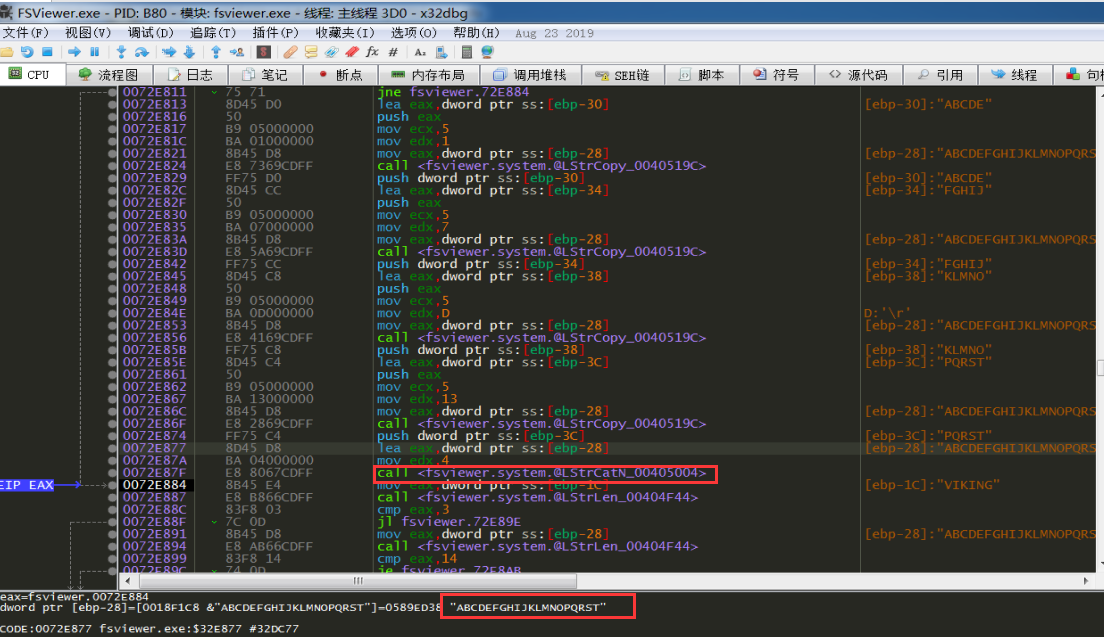 FSViewer.exe - PID: B80 - 模块: fsviewer.exe - 线程: 主线程 3D0 - x32dbg
文件(F) 视图(V) 调试(D) 追踪(T) 插件(P) 收藏夹(I) 选项(O) 帮助(H) Aug 23 2019
CPU 流程图 日志 笔记 断点 内存布局 调用堆栈 SEH链 脚本 符号 源代码 引用 线程 句柄
0072E811 75 71 jne fsviewer.72E884
0072E813 8D45 D0 lea eax,dword ptr ss:[ebp-30] [ebp-30]:"ABCDE"
0072E816 50 push eax
0072E817 B9 05000000 mov ecx,5
0072E81C BA 01000000 mov edx,1
0072E821 8B45 D8 mov eax,dword ptr ss:[ebp-28] [ebp-28]:"ABCDEFGHIJKLMNOPQRS
0072E824 E8 7369CDFF call <fsviewer.system.@LStrCopy_0040519C>
0072E829 FF75 D0 push dword ptr ss:[ebp-30] [ebp-30]:"ABCDE"
0072E82C 8D45 CC lea eax,dword ptr ss:[ebp-34] [ebp-34]:"FGHIJ"
0072E82F 50 push eax
0072E830 B9 05000000 mov ecx,5
0072E835 BA 07000000 mov edx,7
0072E83A 8B45 D8 mov eax,dword ptr ss:[ebp-28] [ebp-28]:"ABCDEFGHIJKLMNOPQRS
0072E83D E8 5A69CDFF call <fsviewer.system.@LStrCopy_0040519C>
0072E842 FF75 CC push dword ptr ss:[ebp-34] [ebp-34]:"FGHIJ"
0072E845 8D45 C8 lea eax,dword ptr ss:[ebp-38] [ebp-38]:"KLMNO"
0072E848 50 push eax
0072E849 B9 05000000 mov ecx,5
0072E84E BA 0D000000 mov edx,D D:'\r'
0072E853 8B45 D8 mov eax,dword ptr ss:[ebp-28] [ebp-28]:"ABCDEFGHIJKLMNOPQRS
0072E856 E8 4169CDFF call <fsviewer.system.@LStrCopy_0040519C>
0072E85B FF75 C8 push dword ptr ss:[ebp-38] [ebp-38]:"KLMNO"
0072E85E 8D45 C4 lea eax,dword ptr ss:[ebp-3C] [ebp-3C]:"PQRST"
0072E861 50 push eax
0072E862 B9 05000000 mov ecx,5
0072E867 BA 13000000 mov edx,13
0072E86C 8B45 D8 mov eax,dword ptr ss:[ebp-28] [ebp-28]:"ABCDEFGHIJKLMNOPQRS
0072E86F E8 2869CDFF call <fsviewer.system.@LStrCopy_0040519C>
0072E874 FF75 C4 push dword ptr ss:[ebp-3C] [ebp-3C]:"PQRST"
0072E877 8D45 D8 lea eax,dword ptr ss:[ebp-28] [ebp-28]:"ABCDEFGHIJKLMNOPQRS
0072E87A BA 04000000 mov edx,4
0072E87F E8 8067CDFF call <fsviewer.system.@LStrCatN_00405004>
EIP EAX 0072E884 8B45 E4 mov eax,dword ptr ss:[ebp-1C] [ebp-1C]:"VIKING"
0072E887 E8 B866CDFF call <fsviewer.system.@LStrLen_00404F44>
0072E88C 83F8 03 cmp eax,3
0072E88F 7C 0D jl fsviewer.72E89E
0072E891 8B45 D8 mov eax,dword ptr ss:[ebp-28] [ebp-28]:"ABCDEFGHIJKLMNOPQRS
0072E894 E8 AB66CDFF call <fsviewer.system.@LStrLen_00404F44>
0072E899 83F8 14 cmp eax,14
0072E89C 74 0D je fsviewer.72E8AB
eax=fsviewer.0072E884
dword ptr [ebp-28]=[0018F1C8 &"ABCDEFGHIJKLMNOPQRST"]=0589ED38 "ABCDEFGHIJKLMNOPQRST"
CODE:0072E877 fsviewer.exe:$32E877 #32DC77